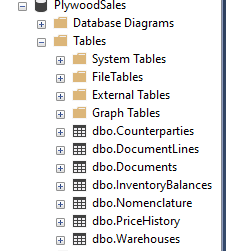 PlywoodSales
Database Diagrams
Tables
System Tables
FileTables
External Tables
Graph Tables
dbo.Counterparties
dbo.DocumentLines
dbo.Documents
dbo.InventoryBalances
dbo.Nomenclature
dbo.PriceHistory
dbo.Warehouses